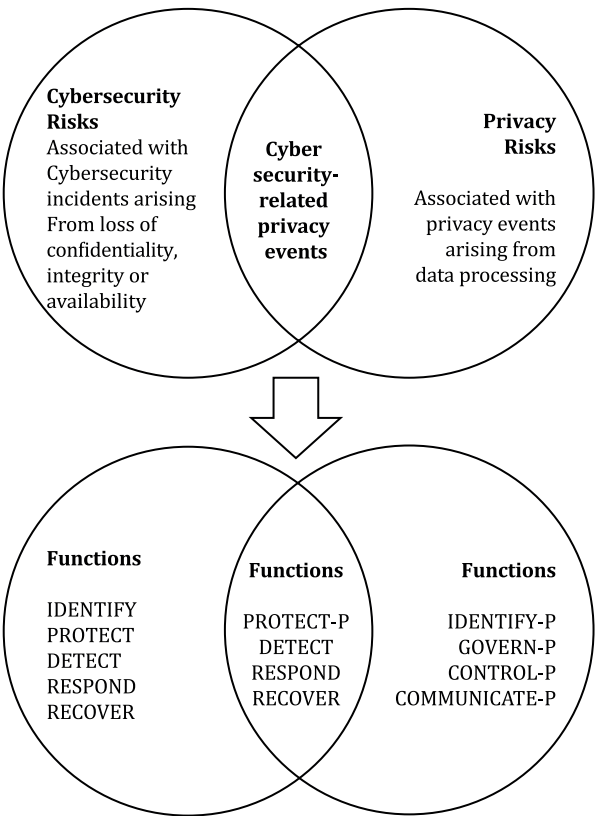 Cybersecurity
Risks
Associated with
Cybersecurity
incidents arising
From loss of
confidentiality,
integrity or
availability
Cyber
security-
related
privacy
events
Privacy
Risks
Associated with
privacy events
arising from
data processing
Functions
IDENTIFY
PROTECT
DETECT
RESPOND
RECOVER
Functions
PROTECT-P
DETECT
RESPOND
RECOVER
Functions
IDENTIFY-P
GOVERN-P
CONTROL-P
COMMUNICATE-P